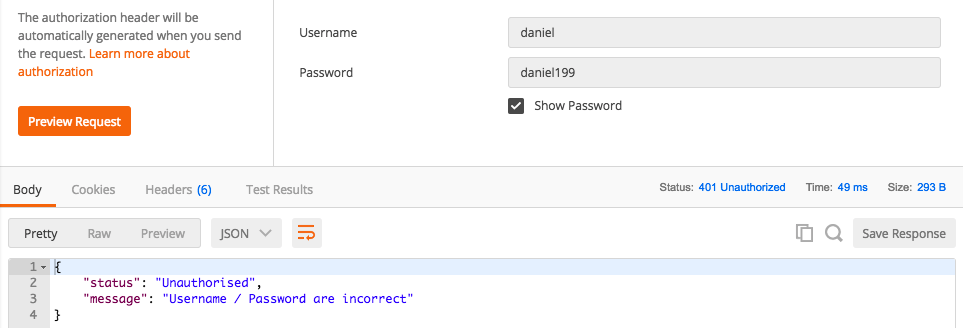 The authorization header will be
automatically generated when you send
the request. Learn more about
authorization
Preview Request
Username
daniel
Password
daniel199
Show Password
Body Cookies Headers (6) Test Results Status: 401 Unauthorized Time: 49 ms Size: 293 B
Pretty Raw Preview JSON Save Response
1 {
2 "status": "Unauthorised",
3 "message": "Username / Password are incorrect"
4 }